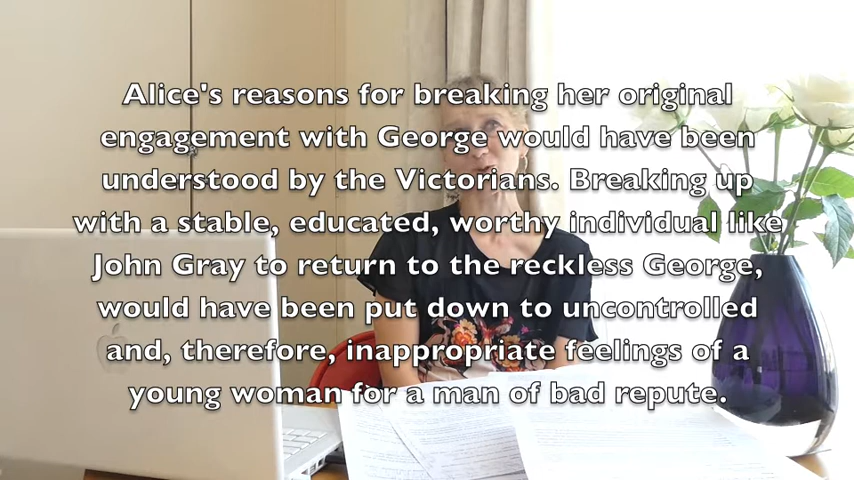 Alice's reasons for breaking her original
engagement with George would have been
understood by the Victorians. Breaking up
with a stable, educated, worthy individual like
John Gray to return to the reckless George,
would have been put down to uncontrolled
and, therefore, inappropriate feelings of a
young woman for a man of bad repute.